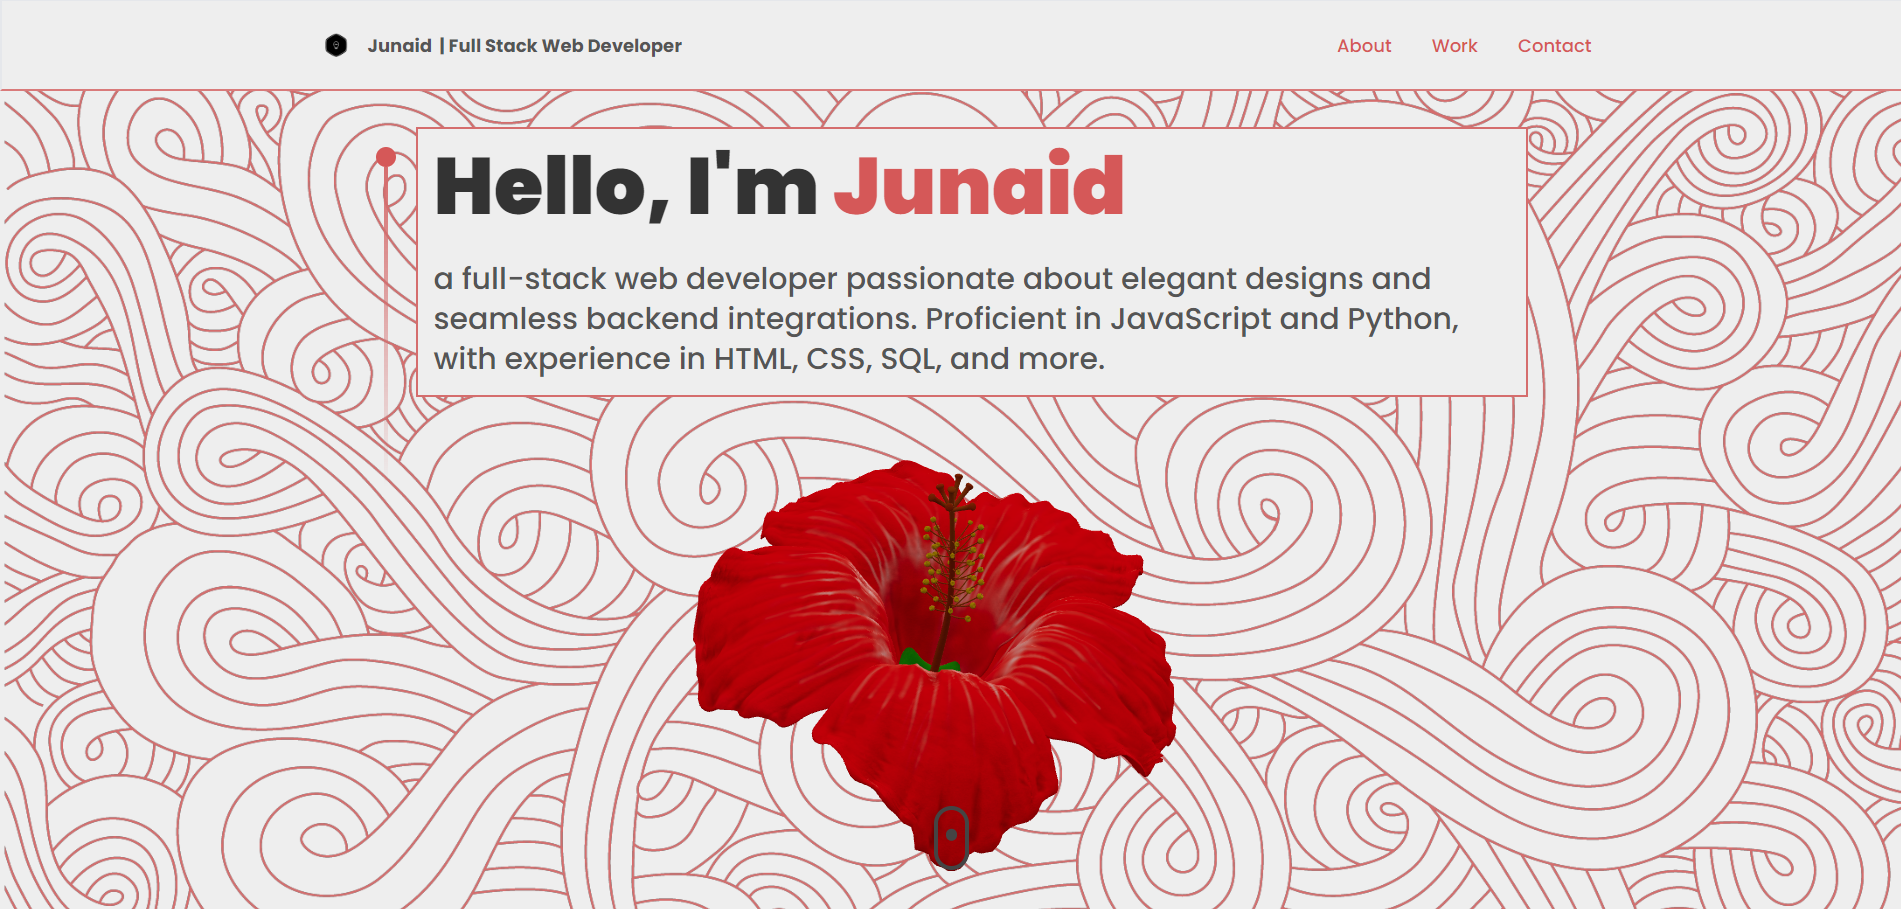 Junaid | Full Stack Web Developer
About Work Contact
Hello, I'm Junaid
a full-stack web developer passionate about elegant designs and
seamless backend integrations. Proficient in JavaScript and Python,
with experience in HTML, CSS, SQL, and more.